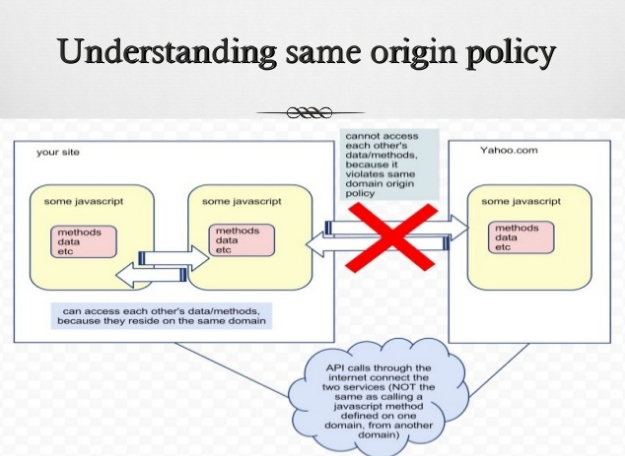 Understanding same origin policy
your site
some javascript
methods
data
etc
some javascript
methods
data
etc
can access each other's data/methods,
because they reside on the same domain
cannot access
each other's
data/methods,
because it
violates same
domain origin
policy
Yahoo.com
some javascript
methods
data
etc
API calls through the
internet connect the
two services (NOT the
same as calling a
javascript method
defined on one
domain, from another
domain)